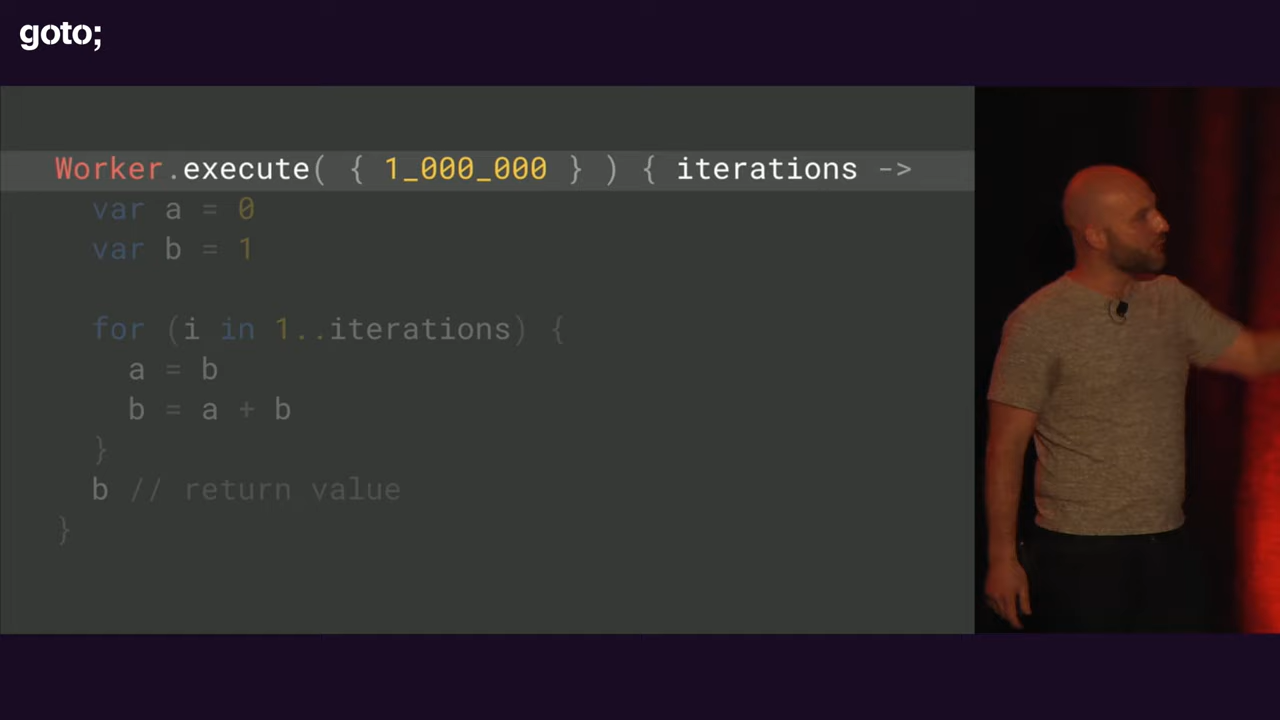 goto;
Worker.execute( { 1_000_000 } ) { iterations ->
var a = 0
var b = 1
for (i in 1..iterations) {
a = b
b = a + b
}
b // return value
}